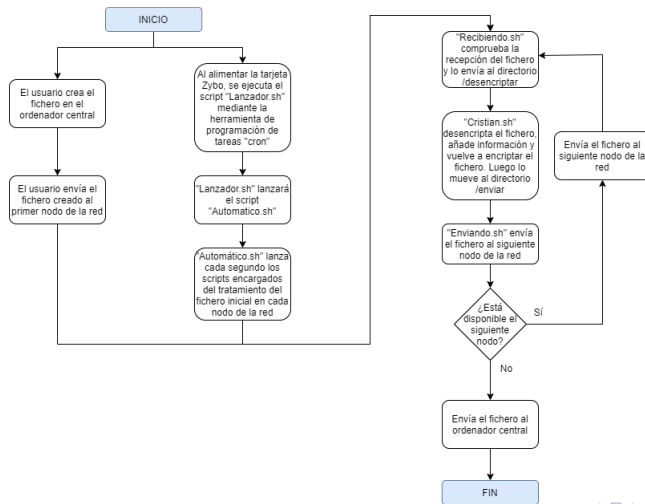 INICIO
El usuario crea el
fichero en el
ordenador central
El usuario envía el
fichero creado al
primer nodo de la red
Al alimentar la tarjeta
Zybo, se ejecuta el
script "Lanzador.sh"
mediante la
herramienta de
programación de
tareas "cron"
"Lanzador.sh" lanzará
el script
"Automatico.sh"
"Automático.sh" lanza
cada segundo los
scripts encargados
del tratamiento del
fichero inicial en cada
nodo de la red
"Recibiendo.sh"
comprueba la
recepción del fichero
y lo envía al directorio
/desencriptar
"Cristian.sh"
desencripta el fichero,
añade información y
vuelve a encriptar el
fichero. Luego lo
mueve al directorio
/enviar
"Enviando.sh" envía
el fichero al siguiente
nodo de la red
¿Está
disponible el
siguiente
nodo?
Sí
Envía el fichero al
siguiente nodo de la
red
No
Envía el fichero al
ordenador central
FIN